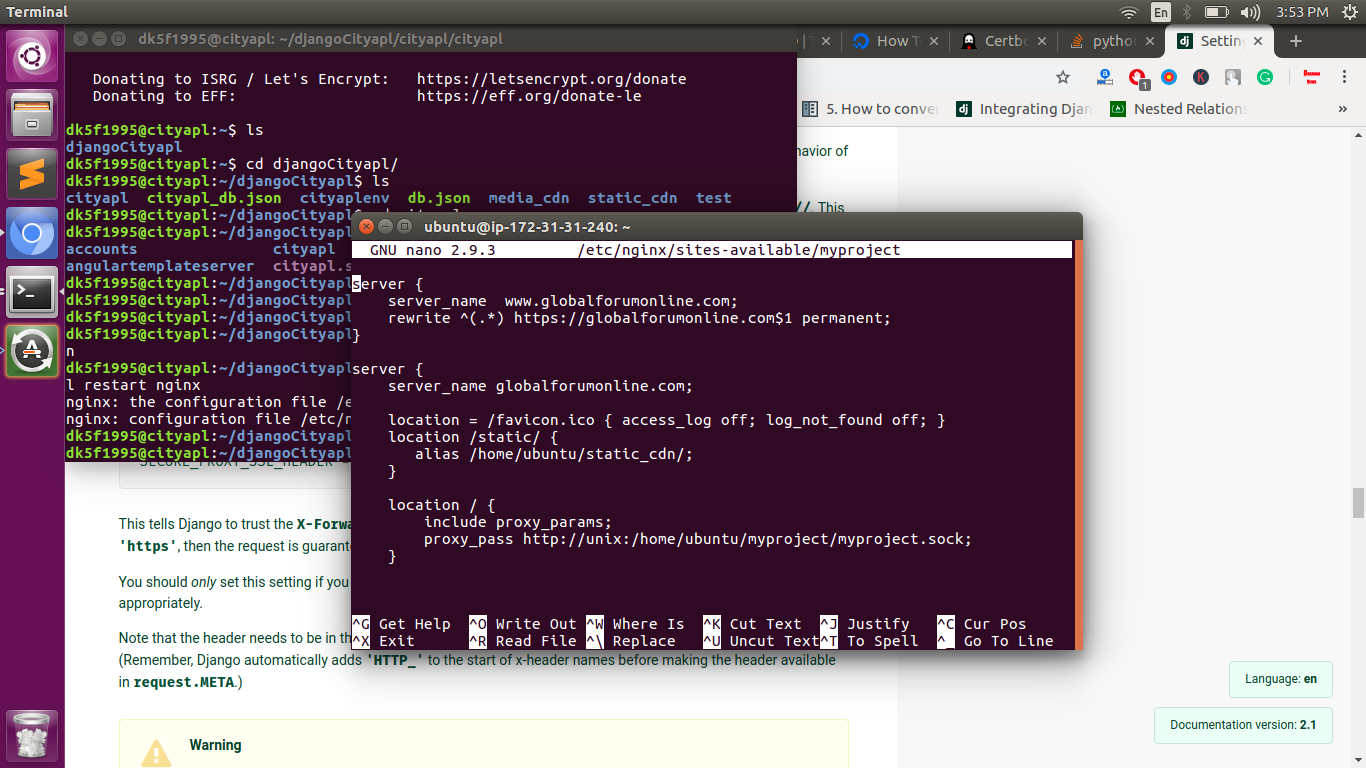 Terminal
En
3:53 PM
dk5f1995@cityapl: ~/djangoCityapl/cityapl/cityapl
How T
Certbo
python
Settin
1
5. How to conver
Integrating Djan
Nested Relation
»
Donating to ISRG / Let's Encrypt:   https://letsencrypt.org/donate
Donating to EFF:                    https://eff.org/donate-le
dk5f1995@cityapl:~$ ls
djangoCityapl
dk5f1995@cityapl:~$ cd djangoCityapl/
dk5f1995@cityapl:~/djangoCityapl$ ls
cityapl  cityapl_db.json  cityaplenv  db.json  media_cdn  static_cdn  test
dk5f1995@cityapl:~/djangoCityapl$
dk5f1995@cityapl:~/djangoCityapl
accounts               cityapl
angulartemplateserver  cityapl.s
dk5f1995@cityapl:~/djangoCityapl
dk5f1995@cityapl:~/djangoCityapl
dk5f1995@cityapl:~/djangoCityapl
dk5f1995@cityapl:~/djangoCityapl
n
dk5f1995@cityapl:~/djangoCityapl
l restart nginx
nginx: the configuration file /e
nginx: configuration file /etc/n
dk5f1995@cityapl:~/djangoCityapl
dk5f1995@cityapl:~/djangoCityapl
havior of
//. This
ubuntu@ip-172-31-31-240: ~
GNU nano 2.9.3         /etc/nginx/sites-available/myproject
server {
    server_name  www.globalforumonline.com;
    rewrite ^(.*) https://globalforumonline.com$1 permanent;
}
server {
    server_name globalforumonline.com;
    location = /favicon.ico { access_log off; log_not_found off; }
    location /static/ {
       alias /home/ubuntu/static_cdn/;
    }
    location / {
        include proxy_params;
        proxy_pass http://unix:/home/ubuntu/myproject/myproject.sock;
    }
^G Get Help  ^O Write Out ^W Where Is  ^K Cut Text  ^J Justify   ^C Cur Pos
^X Exit      ^R Read File ^\ Replace   ^U Uncut Text^T To Spell  ^_ Go To Line
SECURE_PROXY_SSL_HEADER =
This tells Django to trust the X-Forwa
'https', then the request is guarant
You should only set this setting if you
appropriately.
Note that the header needs to be in th
(Remember, Django automatically adds 'HTTP_' to the start of x-header names before making the header available
in request.META.)
Warning
Language: en
Documentation version: 2.1